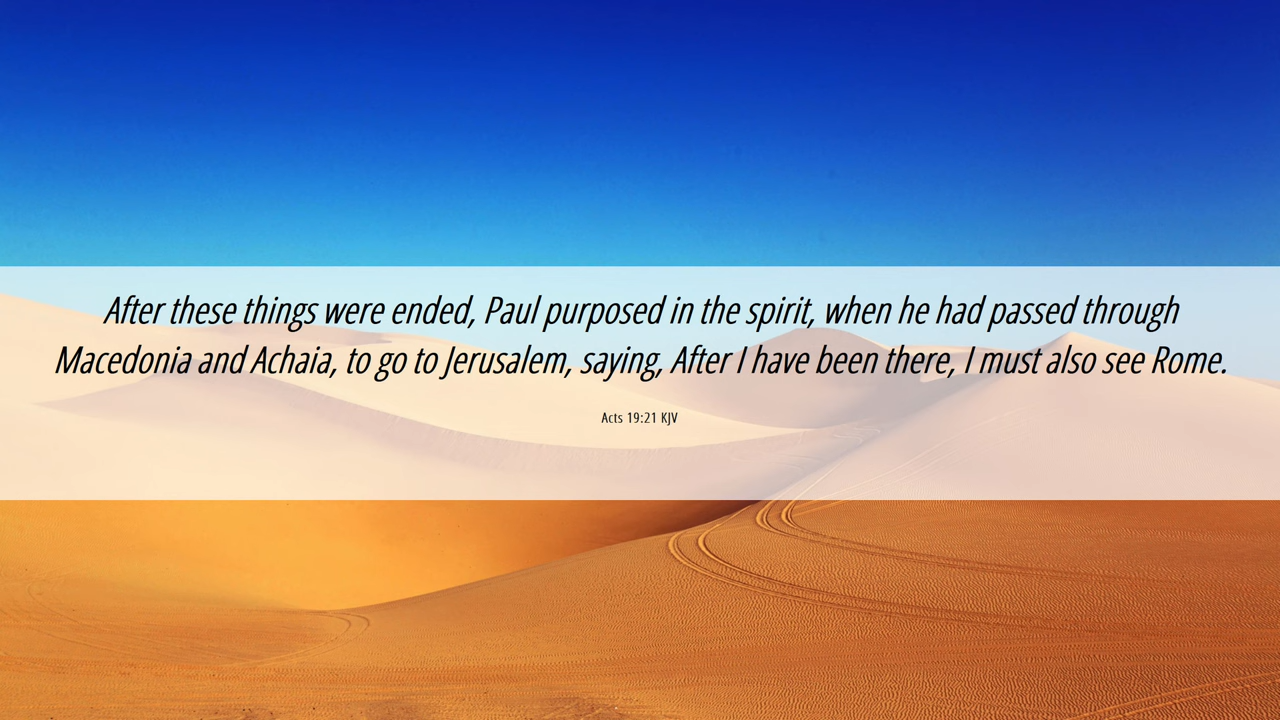 After these things were ended, Paul purposed in the spirit, when he had passed through
Macedonia and Achaia, to go to Jerusalem, saying, After I have been there, I must also see Rome.
Acts 19:21 KJV